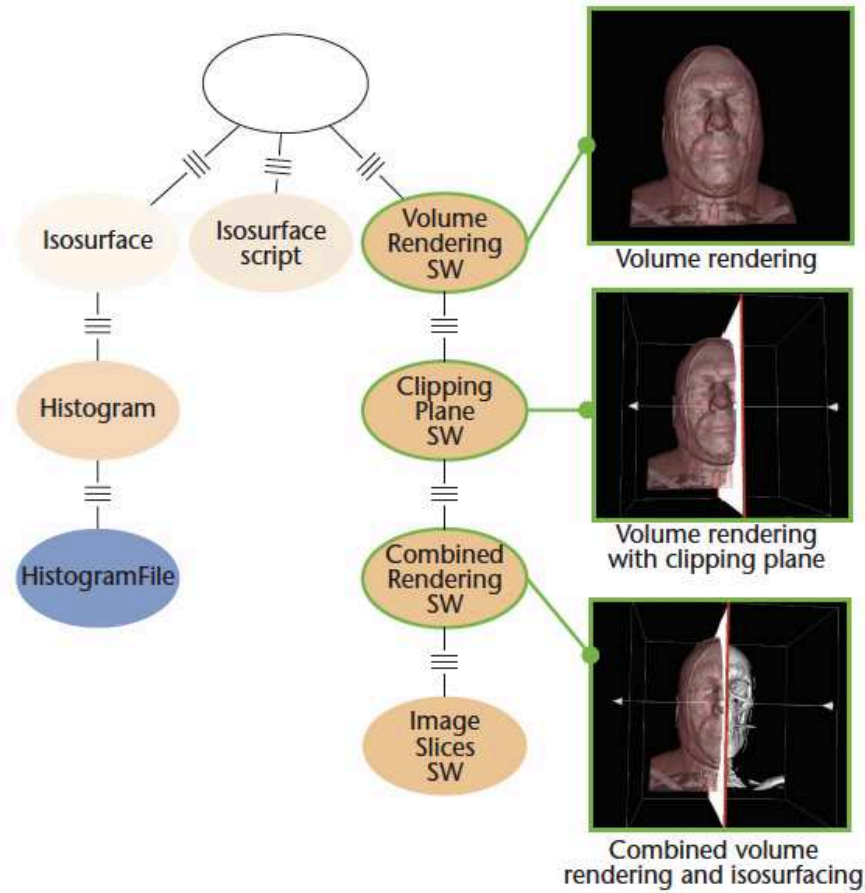 Isosurface
Isosurface
script
Volume
Rendering
SW
Volume rendering
Histogram
Clipping
Plane
SW
Volume rendering
with clipping plane
HistogramFile
Combined
Rendering
SW
Image
Slices
SW
Combined volume
rendering and isosurfacing